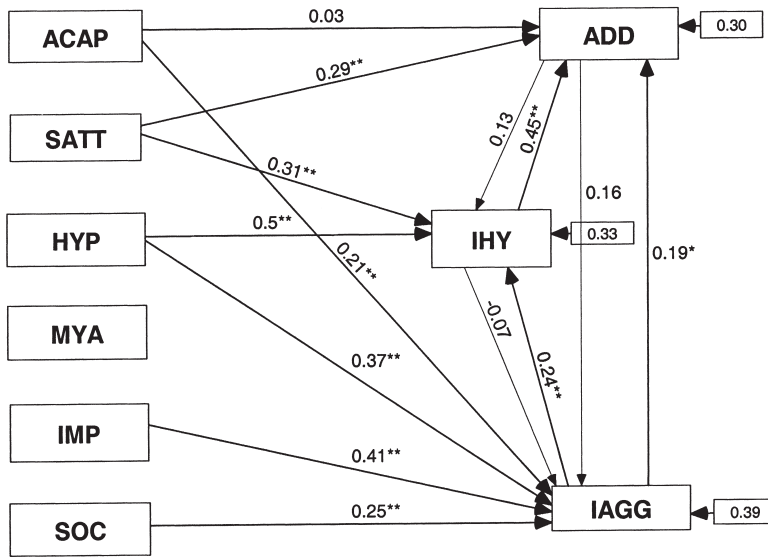 ACAP
0.03
ADD
0.30
0.29**
SATT
0.13
0.45**
0.31**
0.16
HYP
0.5**
IHY
0.33
0.21**
0.19*
MYA
-0.07
0.37**
0.24**
IMP
0.41**
SOC
0.25**
IAGG
0.39